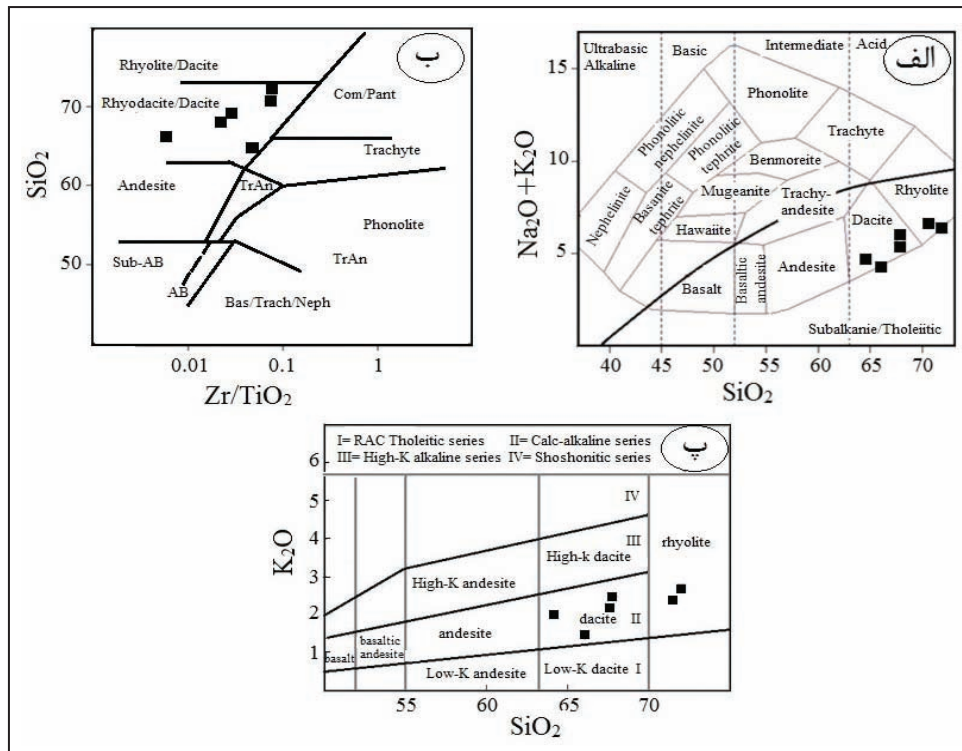 ب
Rhyolite/Dacite
Com/Pant
Rhyodacite/Dacite
Trachyte
Andesite
TrAn
Phonolite
Sub-AB
TrAn
AB
Bas/Trach/Neph
70
60
50
SiO2
0.01
0.1
1
Zr/TiO2
الف
Ultrabasic
Alkaline
Basic
Intermediate
Acid
Phonolite
Phonolitic
nephelinite
Phonolitic
tephrite
Trachyte
Benmoreite
Nephelinite
Basanite
tephrite
Mugeanite
Trachy-
andesite
Rhyolite
Hawaiite
Dacite
Basalt
Basaltic
andesite
Andesite
Subalkanie/Tholeiitic
15
10
5
Na2O+K2O
40
45
50
55
60
65
70
SiO2
پ
I= RAC Tholeitic series II= Calc-alkaline series
III= High-K alkaline series IV= Shoshonitic series
6
5
4
3
2
1
K2O
IV
III
rhyolite
High-k dacite
High-K andesite
dacite II
andesite
basaltic
andesite
basalt
Low-K andesite
Low-K dacite I
55
60
65
70
SiO2